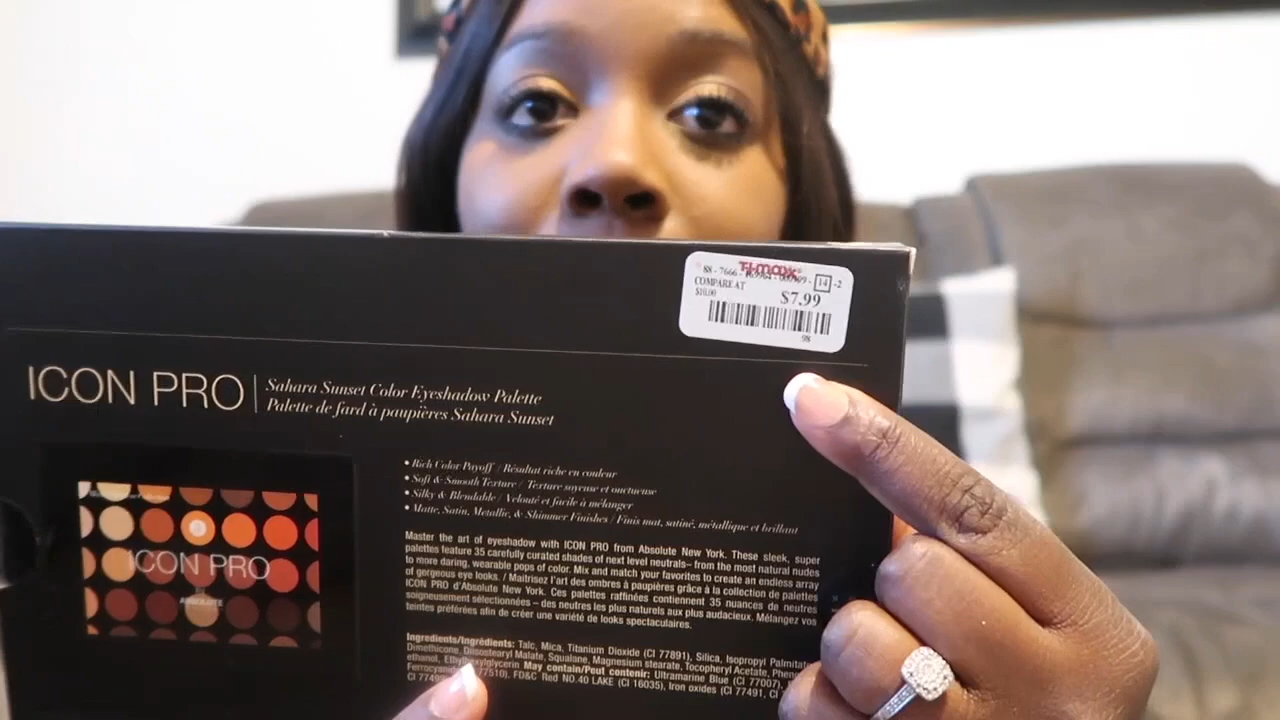 T.J.maxx
14 -2
COMPARE AT
$10.00
$7.99
98
ICON PRO
Sahara Sunset Color Eyeshadow Palette
Palette de fard à paupières Sahara Sunset
• Rich Color Payoff / Résultat riche en couleur
• Soft & Smooth Texture / Texture soyeuse et onctueuse
• Silky & Blendable / Velouté et facile à mélanger
• Matte, Satin, Metallic, & Shimmer Finishes / Finis mat, satiné, métallique et brillant
Master the art of eyeshadow with ICON PRO from Absolute New York. These sleek, super
palettes feature 35 carefully curated shades of next level neutrals– from the most natural nudes
to more daring, wearable pops of color. Mix and match your favorites to create an endless array
of gorgeous eye looks. / Maitrisez l'art des ombres à paupières grâce à la collection de palettes
ICON PRO d'Absolute New York. Ces palettes raffinées contiennent 35 nuances de neutres
soigneusement sélectionnées – des neutres les plus naturels aux plus audacieux. Mélangez vos
teintes préférées afin de créer une variété de looks spectaculaires.
ICON PRO
ABSOLUTE
Ingredients/Ingrédients: Talc, Mica, Titanium Dioxide (CI 77891), Silica, Isopropyl Palmitate
Dimethicone, Diisostearyl Malate, Squalane, Magnesium stearate, Tocopheryl Acetate,
ethanol, Ethylhexylglycerin May contain/Peut contenir: Ultramarine Blue (CI 77007),
77510), FD&C Red NO.40 LAKE (CI 16035), Iron oxides (CI 77491, CI